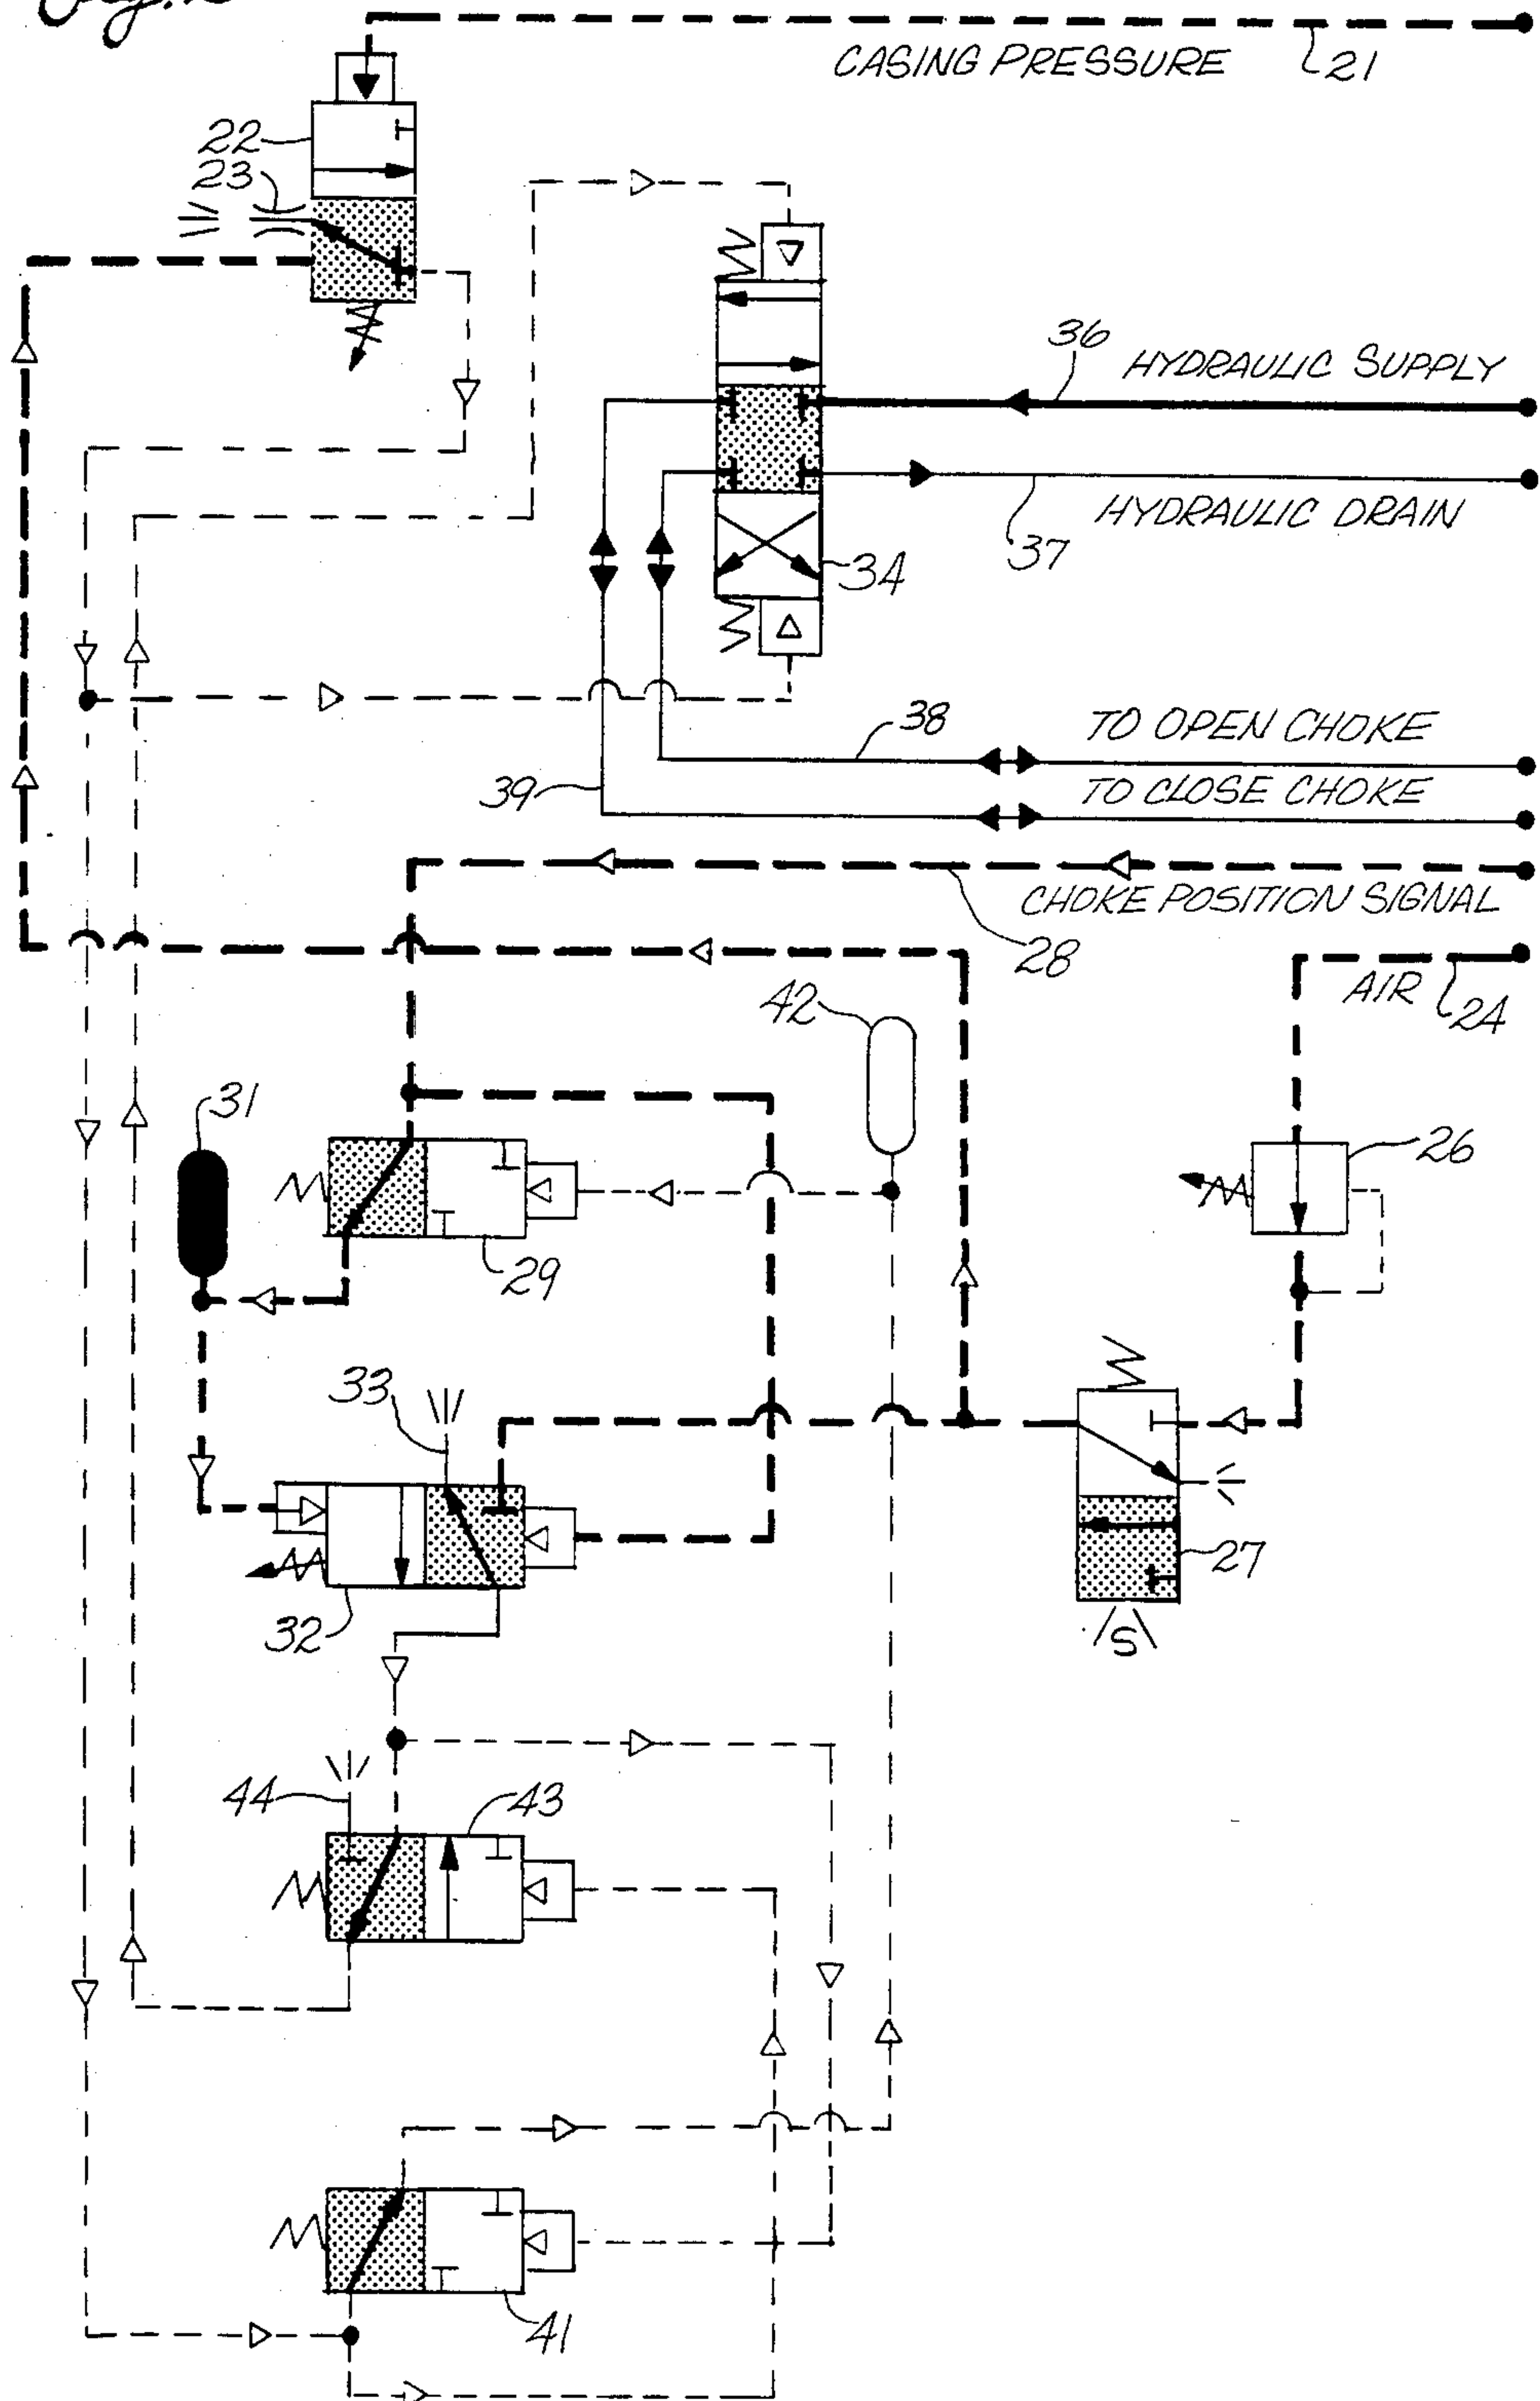 CASING PRESSURE
21
22
23
36
HYDRAULIC SUPPLY
HYDRAULIC DRAIN
37
34
38
TO OPEN CHOKE
39
TO CLOSE CHOKE
CHOKE POSITION SIGNAL
28
AIR
24
42
31
26
29
33
27
32
S
44
43
41